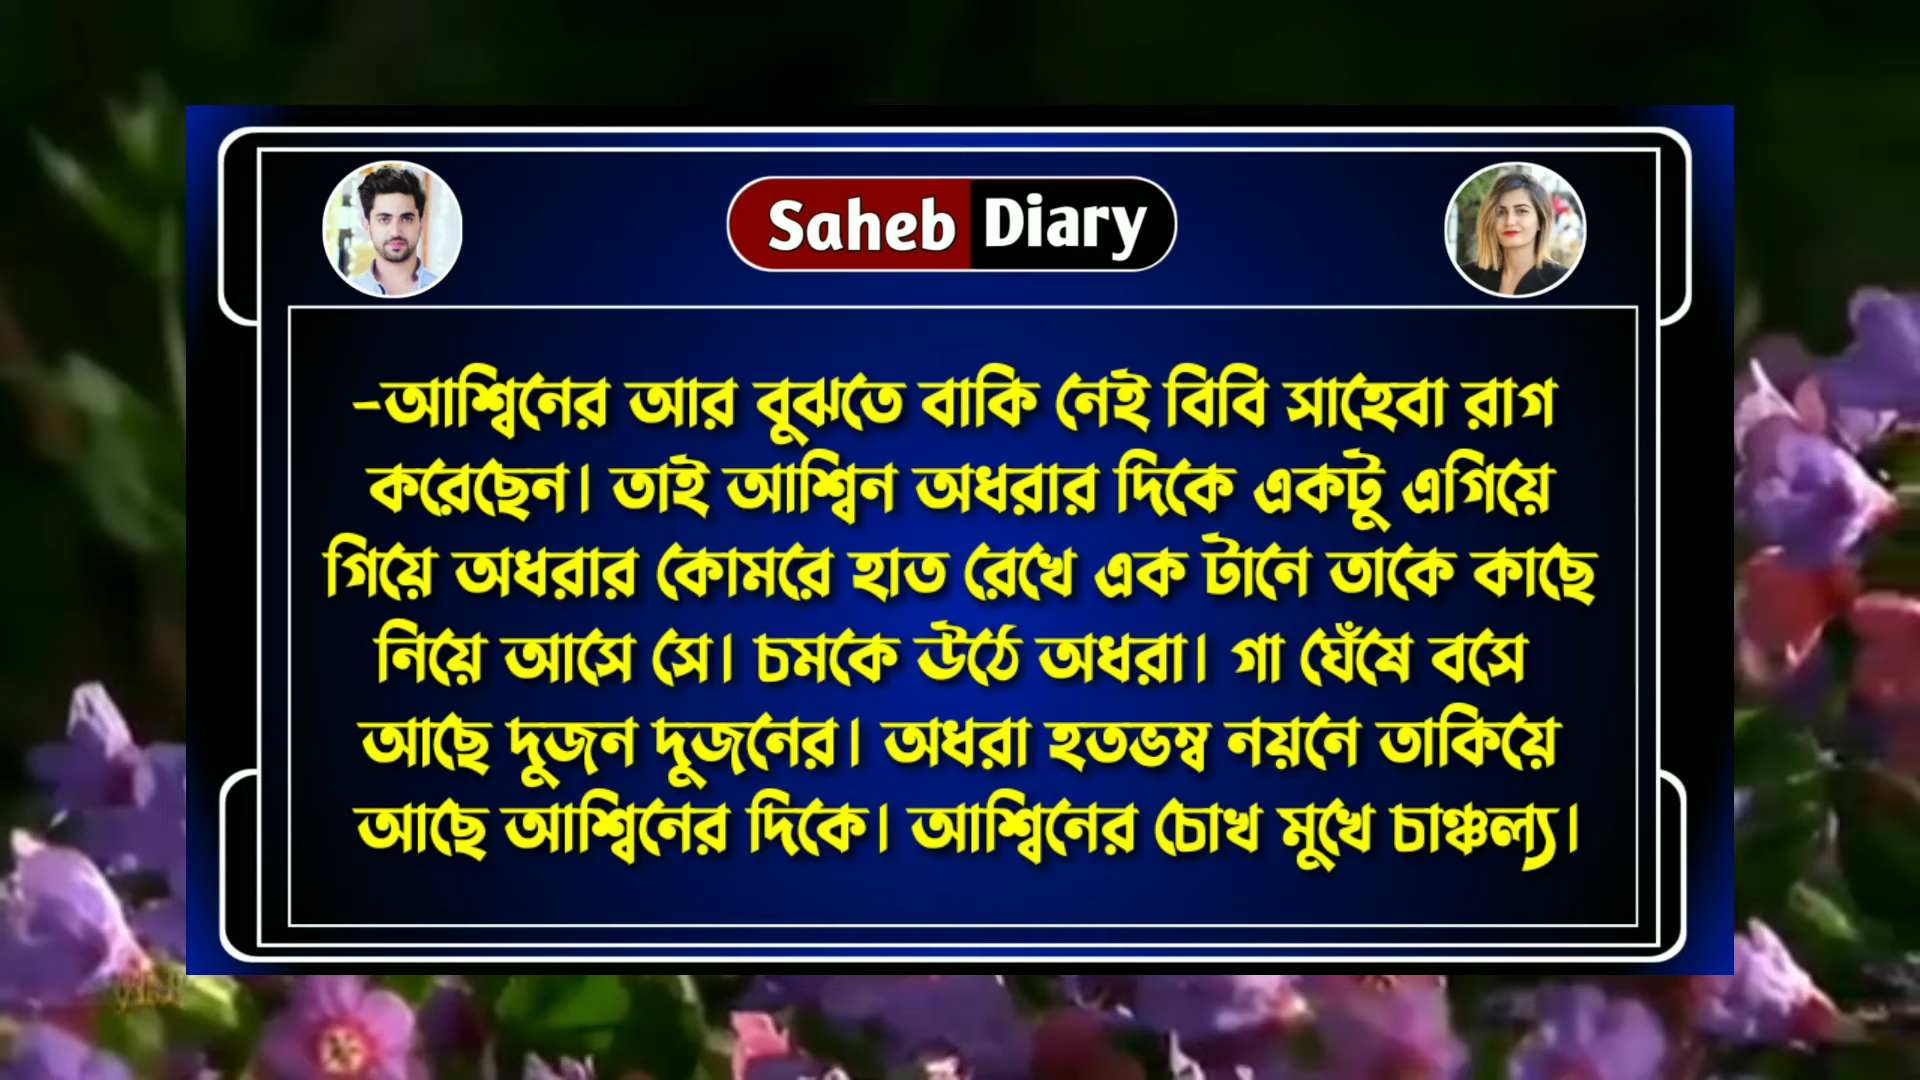 Saheb Diary
-আশ্বিনের আর বুঝতে বাকি নেই বিবি সাহেবা রাগ
করেছেন। তাই আশ্বিন অধরার দিকে একটু এগিয়ে
গিয়ে অধরার কোমরে হাত রেখে এক টানে তাকে কাছে
নিয়ে আসে সে। চমকে উঠে অধরা। গা ঘেঁষে বসে
আছে দুজন দুজনের। অধরা হতভম্ব নয়নে তাকিয়ে
আছে আশ্বিনের দিকে। আশ্বিনের চোখ মুখে চাঞ্চল্য।